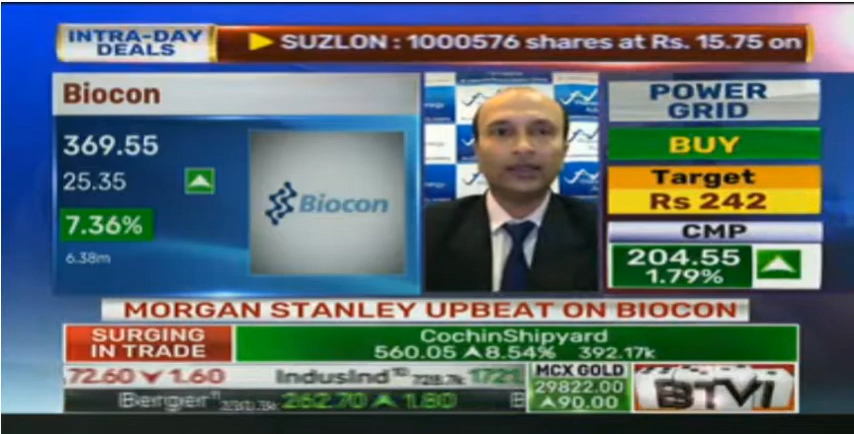 INTRA-DAY
DEALS
SUZLON : 1000576 shares at Rs. 15.75 on
Biocon
369.55
25.35
7.36%
6.38m
Biocon
POWER
GRID
BUY
Target
Rs 242
CMP
204.55
1.79%
MORGAN STANLEY UPBEAT ON BIOCON
SURGING
IN TRADE
CochinShipyard
560.05 ▲ 8.54% 392.17k
72.60 ▼ 1.60 IndusInd
MCX GOLD
29822.00
▲ 90.00
Berger 262.70 ▲ 1.80 B
BTVi